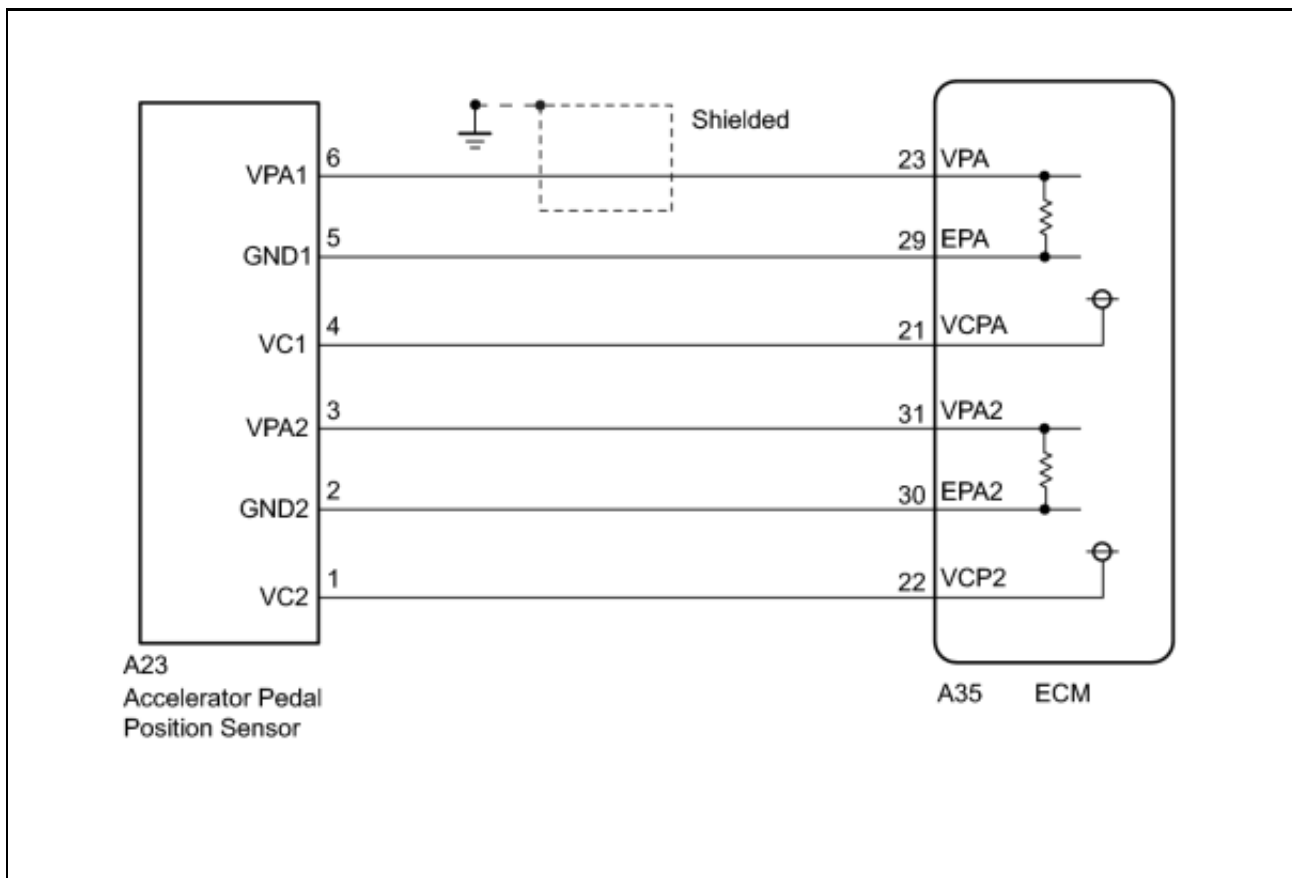 Shielded
VPA1 6 23 VPA
GND1 5 29 EPA
VC1 4 21 VCPA
VPA2 3 31 VPA2
GND2 2 30 EPA2
VC2 1 22 VCP2
A23
Accelerator Pedal
Position Sensor
A35 ECM